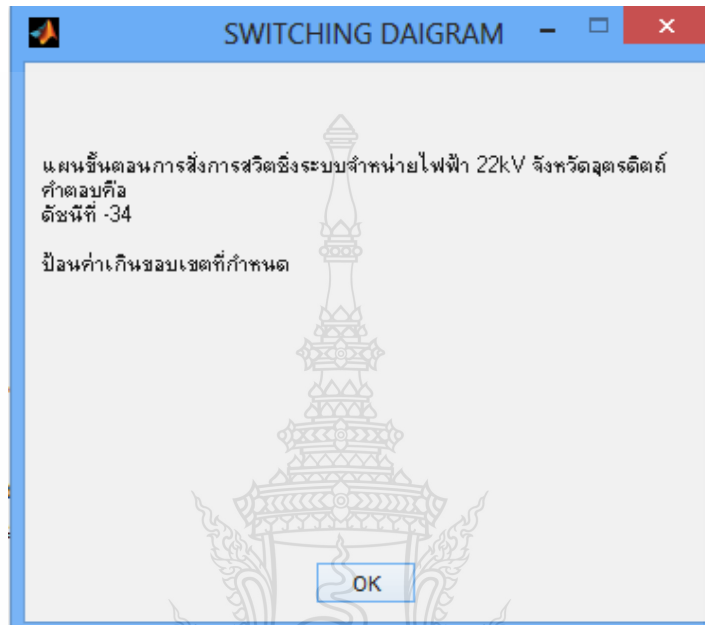 SWITCHING DAIGRAM
แผนขั้นตอนการสั่งการสวิตชิ่งระบบจำหน่ายไฟฟ้า 22kV จังหวัดอุตรดิตถ์
คำตอบคือ
ดัชนีที่ -34
ป้อนค่าเกินขอบเขตที่กำหนด
OK